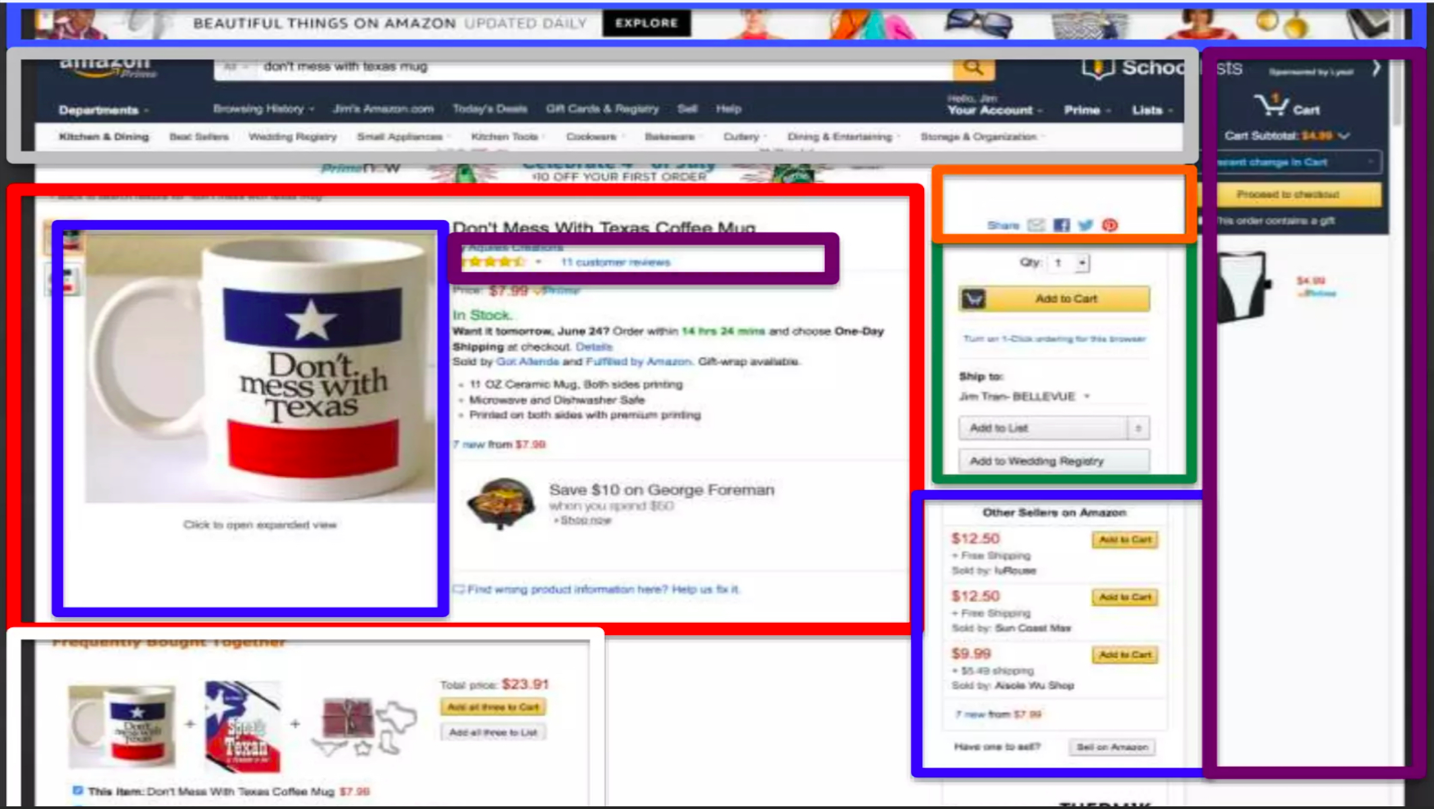 BEAUTIFUL THINGS ON AMAZON UPDATED DAILY EXPLORE
amazon
Prime
All
don't mess with texas mug
Sponsored by Lysol
Departments
Browsing History
Jim's Amazon.com
Today's Deals
Gift Cards & Registry
Sell
Help
Hello, Jim
Your Account
Prime
Lists
1
Cart
Kitchen & Dining
Best Sellers
Wedding Registry
Small Appliances
Kitchen Tools
Cookware
Bakeware
Cutlery
Dining & Entertaining
Storage & Organization
Cart Subtotal: $4.99
recent change in Cart
Proceed to checkout
This order contains a gift
$4.99
Prime
Celebrate 4th of July
$10 OFF YOUR FIRST ORDER
Don't Mess With Texas Coffee Mug
by Aquiles Creations
11 customer reviews
Price: $7.99 Prime
In Stock.
Want it tomorrow, June 24? Order within 14 hrs 24 mins and choose One-Day
Shipping at checkout. Details
Sold by Got Allenda and Fulfilled by Amazon. Gift-wrap available.
11 OZ Ceramic Mug, Both sides printing
Microwave and Dishwasher Safe
Printed on both sides with premium printing
7 new from $7.99
Save $10 on George Foreman
when you spend $50
Shop now
Find wrong product information here? Help us fix it.
Don't
mess with
Texas
Click to open expanded view
Share
Qty: 1
Add to Cart
Turn on 1-Click ordering for this browser
Ship to:
Jim Tran- BELLEVUE
Add to List
Add to Wedding Registry
Other Sellers on Amazon
$12.50
Add to Cart
+ Free Shipping
Sold by: luRouse
$12.50
Add to Cart
+ Free Shipping
Sold by: Sun Coast Max
$9.99
Add to Cart
+ $5.49 shipping
Sold by: Aisole Wu Shop
7 new from $7.99
Have one to sell?
Sell on Amazon
Frequently Bought Together
Don't
mess with
Texas
+
Speak
Texan
+
Total price: $23.91
Add all three to Cart
Add all three to List
This item: Don't Mess With Texas Coffee Mug $7.99